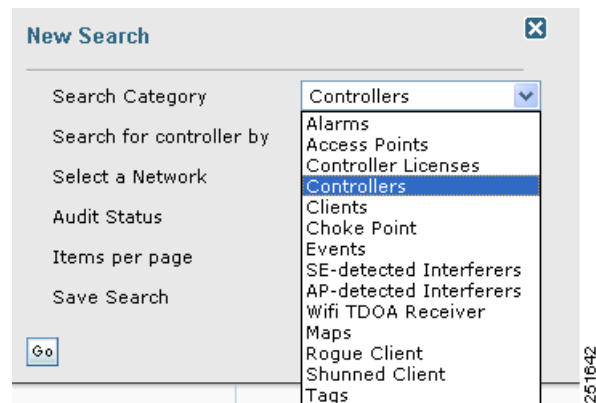 New Search
Search Category
Controllers
Search for controller by
Select a Network
Audit Status
Items per page
Save Search
Go
Alarms
Access Points
Controller Licenses
Controllers
Clients
Choke Point
Events
SE-detected Interferers
AP-detected Interferers
Wifi TDOA Receiver
Maps
Rogue Client
Shunned Client
Tags
251642